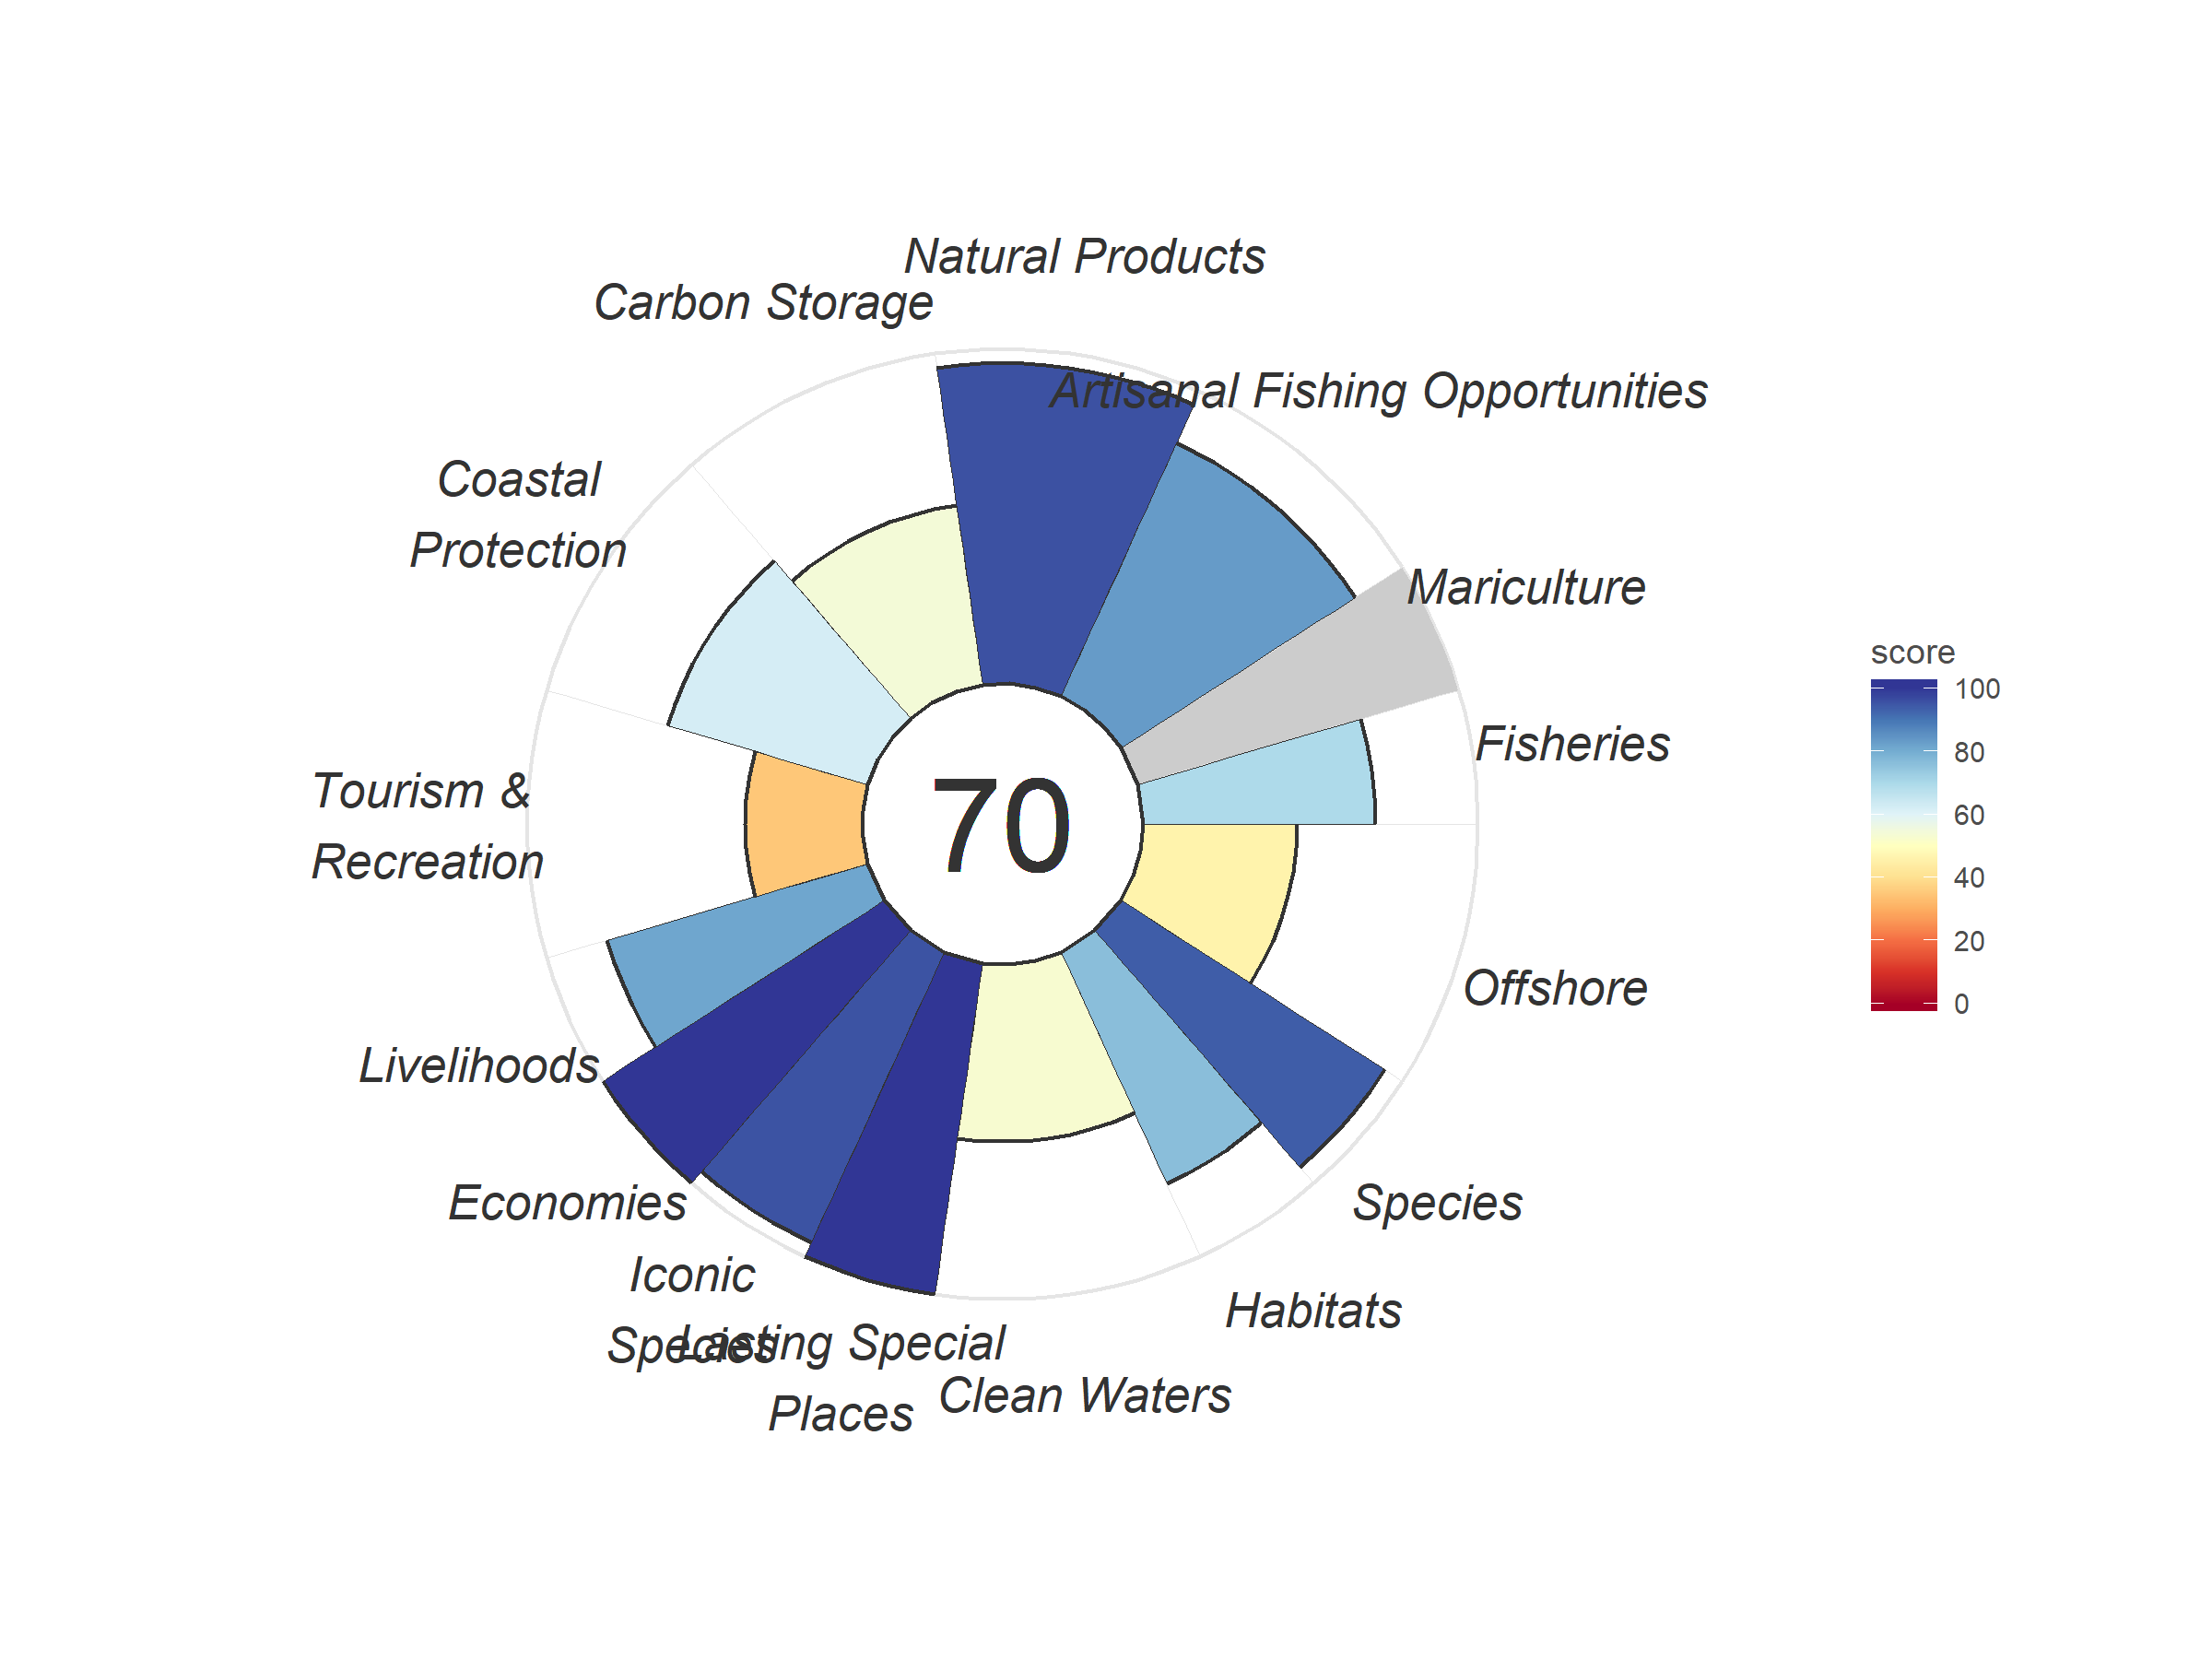 Natural Products
Carbon Storage
Artisanal Fishing Opportunities
Coastal
Protection
Mariculture
Fisheries
Tourism &
Recreation
70
Offshore
Livelihoods
Economies
Species
Iconic
Species
Lasting Special
Places
Habitats
Clean Waters
score
100
80
60
40
20
0